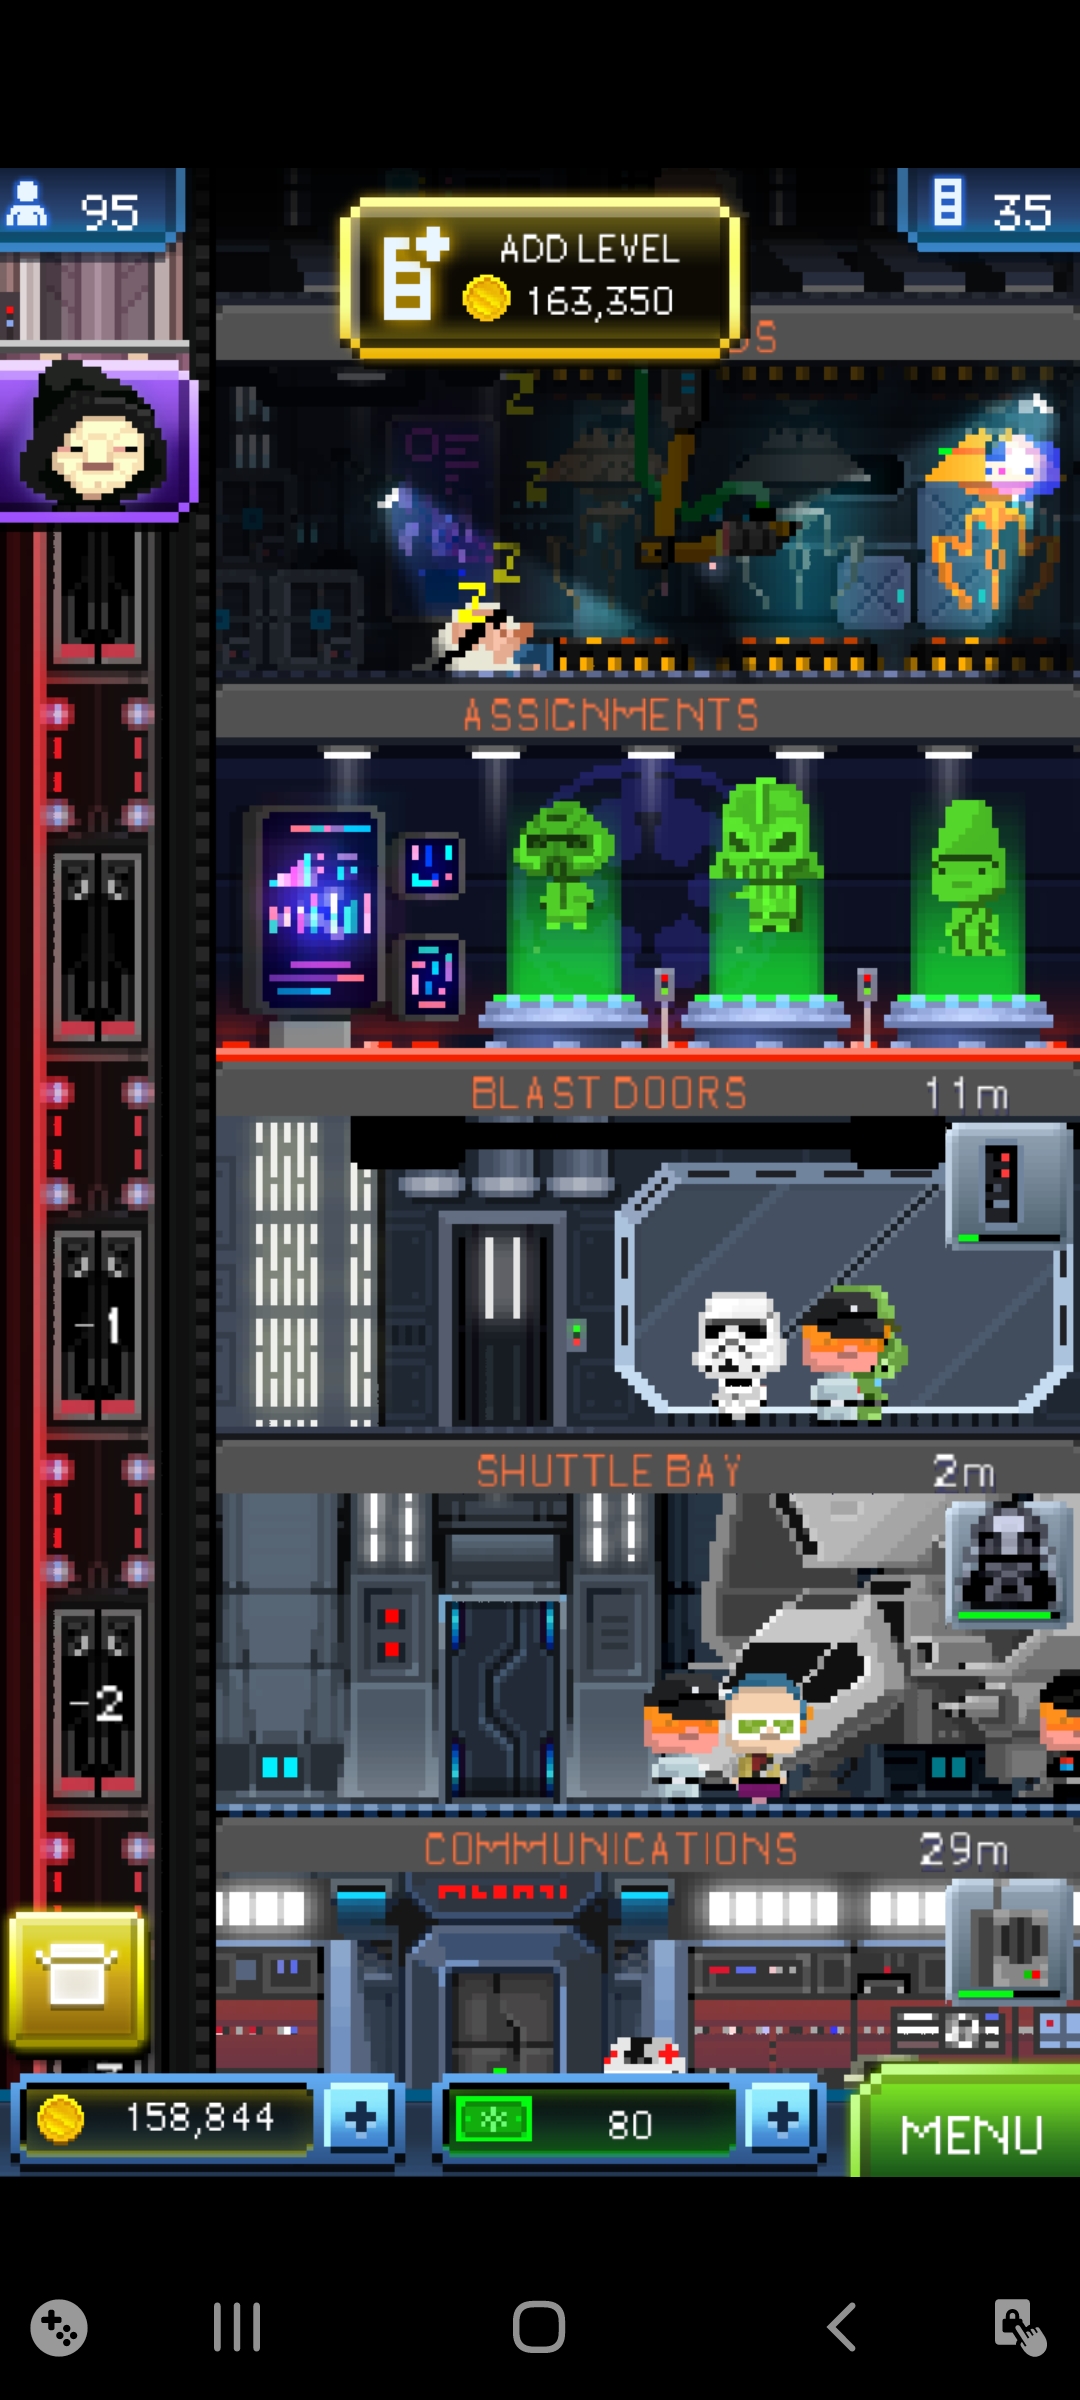 95
ADD LEVEL
163,350
35
DS
Z
Z
Z
Z
ASSIGNMENTS
BLAST DOORS 11m
-1
SHUTTLE BAY 2m
-2
COMMUNICATIONS 29m
158,844
80
MENU